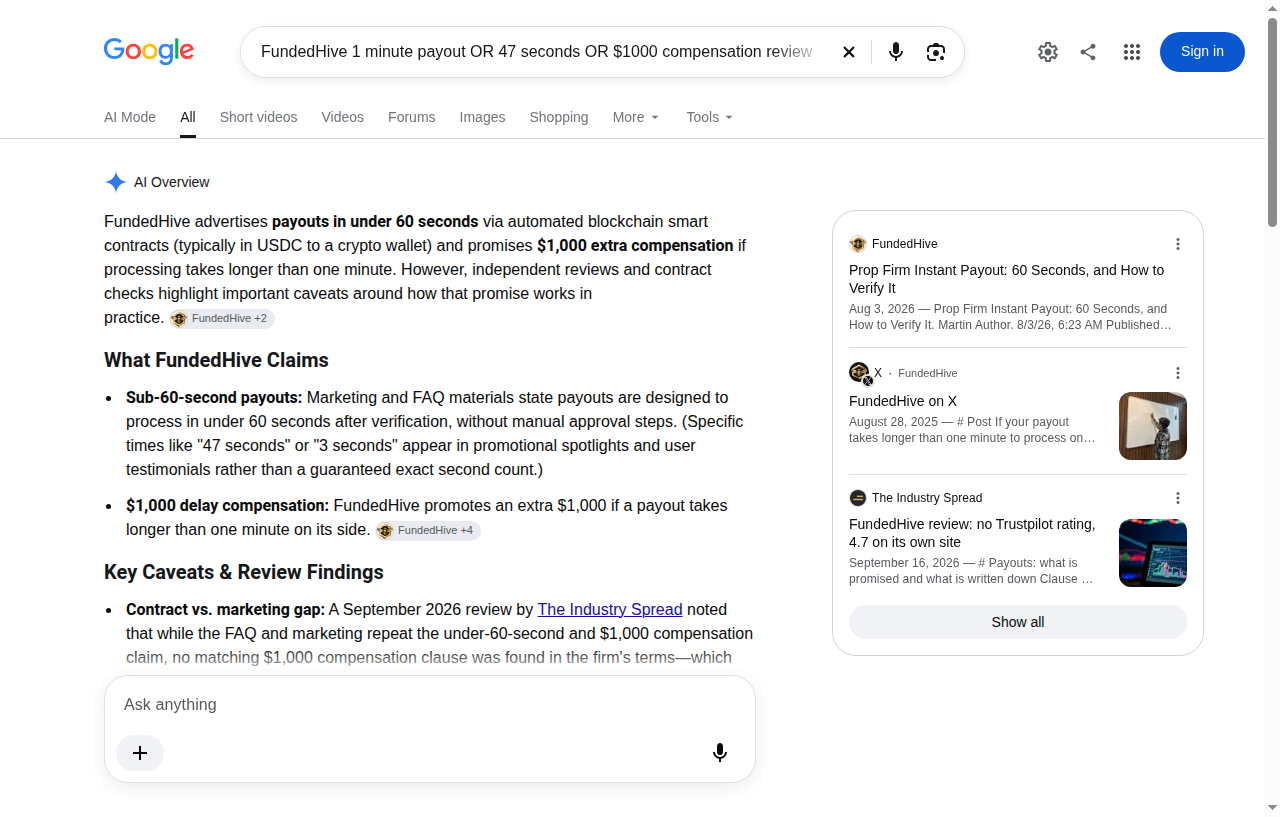 Google
FundedHive 1 minute payout OR 47 seconds OR $1000 compensation review
Sign in
AI Mode
All
Short videos
Videos
Forums
Images
Shopping
More
Tools
AI Overview
FundedHive advertises payouts in under 60 seconds via automated blockchain smart
contracts (typically in USDC to a crypto wallet) and promises $1,000 extra compensation if
processing takes longer than one minute. However, independent reviews and contract
checks highlight important caveats around how that promise works in
practice. FundedHive +2
What FundedHive Claims
• Sub-60-second payouts: Marketing and FAQ materials state payouts are designed to
process in under 60 seconds after verification, without manual approval steps. (Specific
times like "47 seconds" or "3 seconds" appear in promotional spotlights and user
testimonials rather than a guaranteed exact second count.)
• $1,000 delay compensation: FundedHive promotes an extra $1,000 if a payout takes
longer than one minute on its side. FundedHive +4
Key Caveats & Review Findings
• Contract vs. marketing gap: A September 2026 review by The Industry Spread noted
that while the FAQ and marketing repeat the under-60-second and $1,000 compensation
claim, no matching $1,000 compensation clause was found in the firm's terms—which
Ask anything
FundedHive
Prop Firm Instant Payout: 60 Seconds, and How to
Verify It
Aug 3, 2026 — Prop Firm Instant Payout: 60 Seconds, and
How to Verify It. Martin Author. 8/3/26, 6:23 AM Published…
X · FundedHive
FundedHive on X
August 28, 2025 — # Post If your payout
takes longer than one minute to process on…
The Industry Spread
FundedHive review: no Trustpilot rating,
4.7 on its own site
September 16, 2026 — # Payouts: what is
promised and what is written down Clause …
Show all